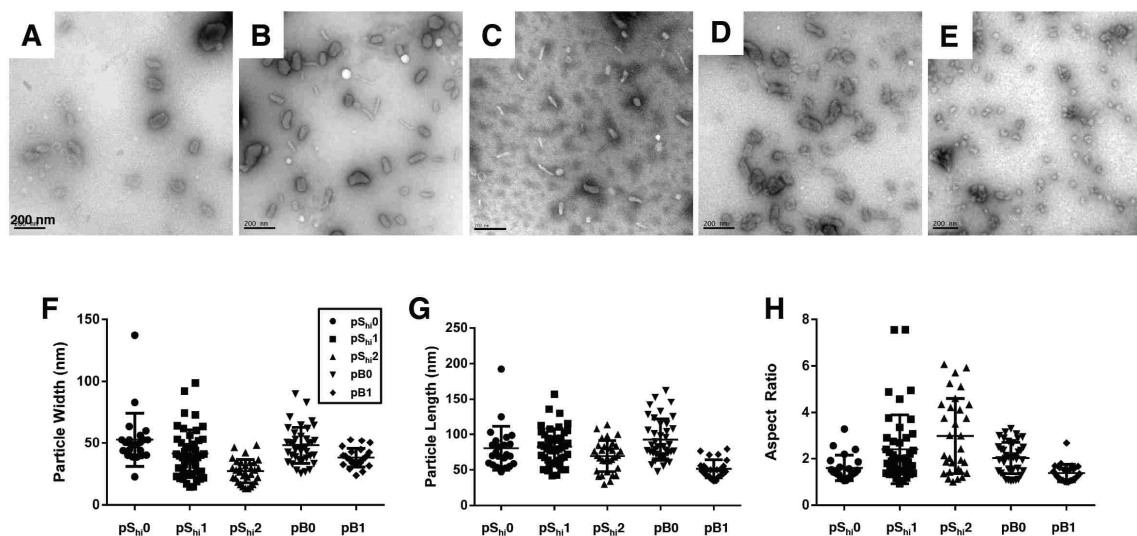 A
B
C
D
E
200 nm
200 nm
200 nm
200 nm
200 nm
F
G
H
Particle Width (nm)
150
100
50
0
pShi0
pShi1
pShi2
pB0
pB1
pShi0
pShi1
pShi2
pB0
pB1
Particle Length (nm)
250
200
150
100
50
0
pShi0
pShi1
pShi2
pB0
pB1
Aspect Ratio
8
6
4
2
0
pShi0
pShi1
pShi2
pB0
pB1